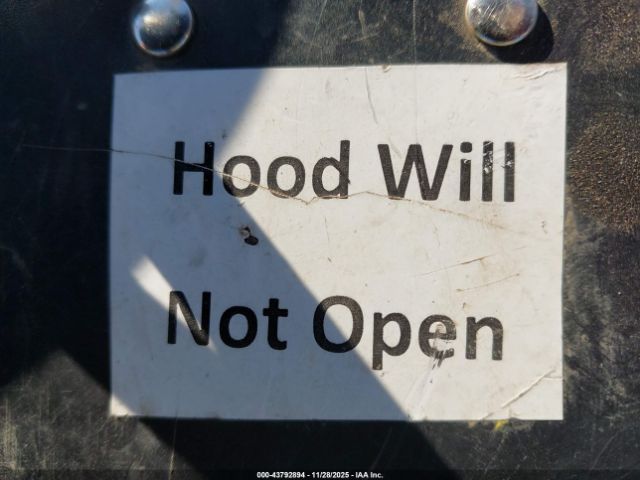 Hood Will
Not Open
000-43792894 - 11/28/2025 - IAA Inc.